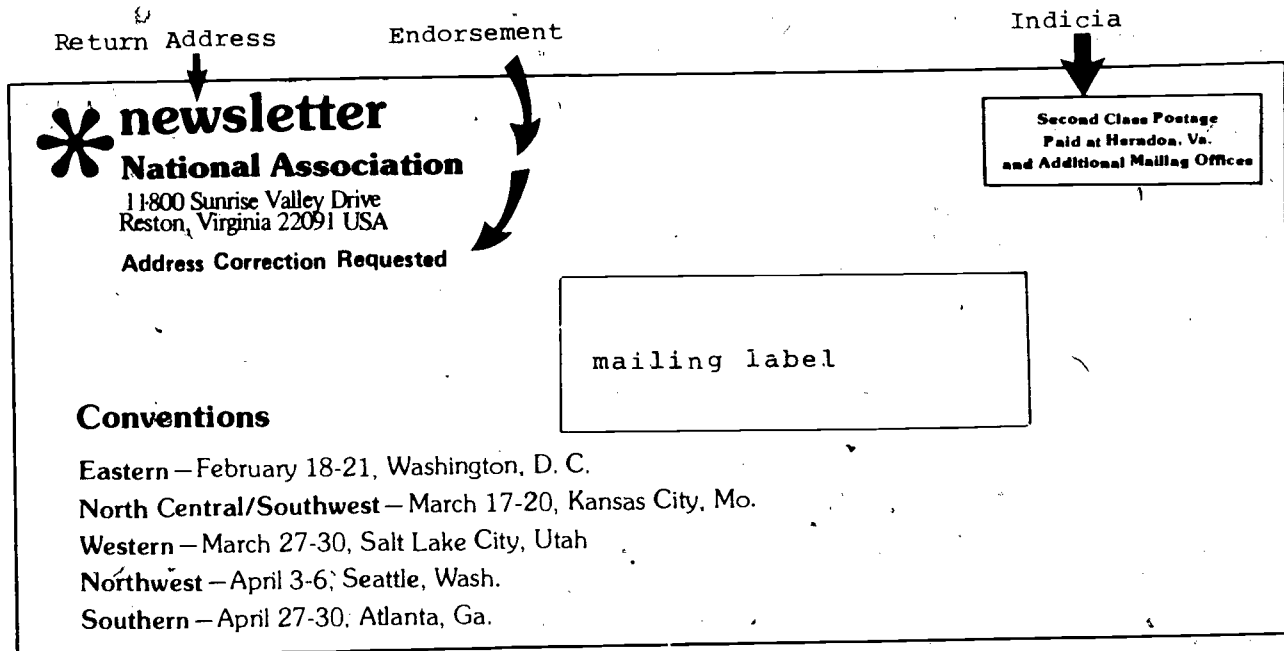 Return Address Endorsement Indicia
newsletter
National Association
11800 Sunrise Valley Drive
Reston, Virginia 22091 USA
Address Correction Requested
Second Class Postage
Paid at Herndon, Va.
and Additional Mailing Offices
mailing label
Conventions
Eastern—February 18-21, Washington, D. C.
North Central/Southwest—March 17-20, Kansas City, Mo.
Western—March 27-30, Salt Lake City, Utah
Northwest—April 3-6, Seattle, Wash.
Southern—April 27-30, Atlanta, Ga.